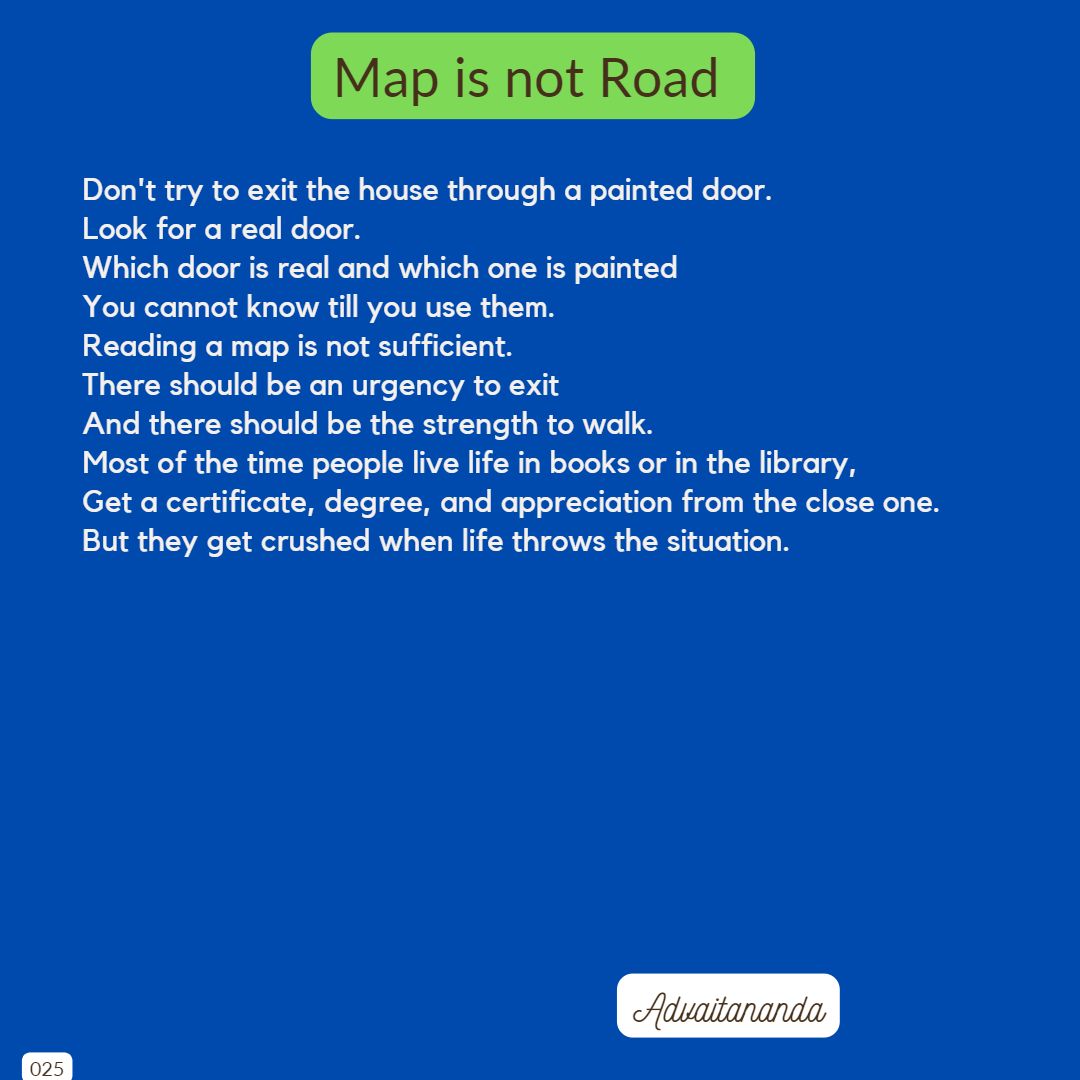 Map is not Road
Don't try to exit the house through a painted door.
Look for a real door.
Which door is real and which one is painted
You cannot know till you use them.
Reading a map is not sufficient.
There should be an urgency to exit
And there should be the strength to walk.
Most of the time people live life in books or in the library,
Get a certificate, degree, and appreciation from the close one.
But they get crushed when life throws the situation.
Advaitananda
025